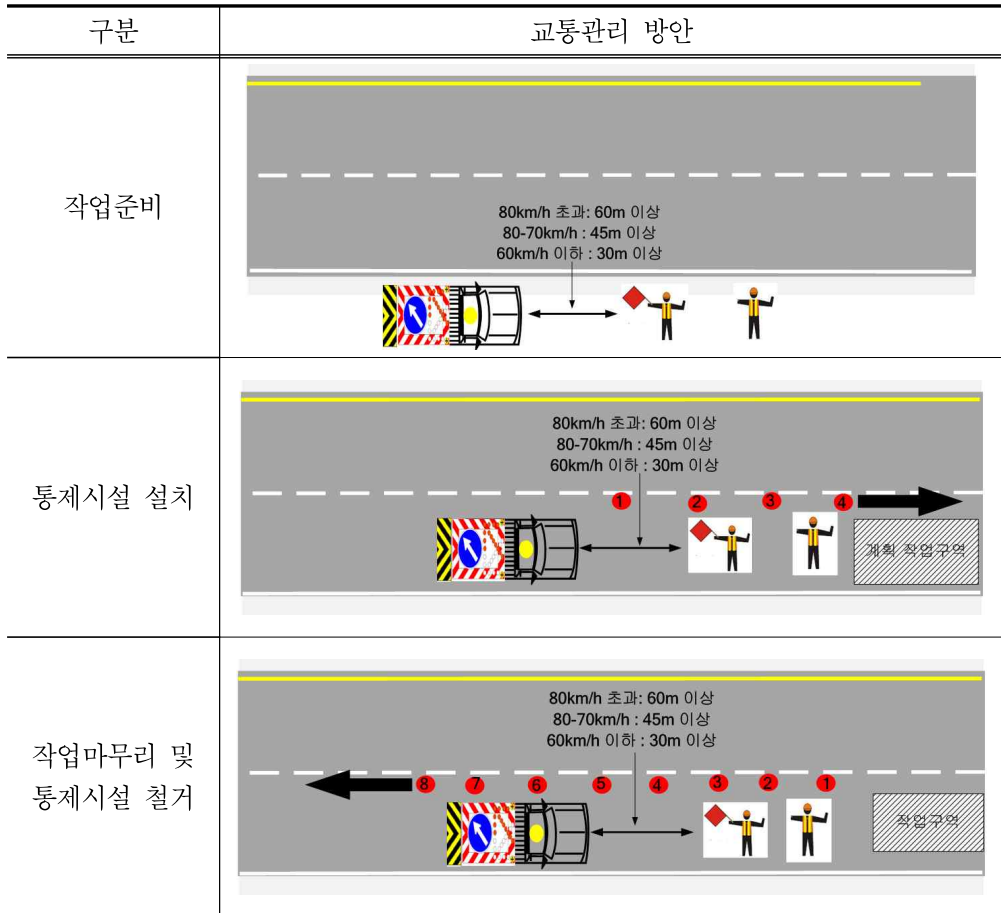 구분
교통관리 방안
작업준비
80km/h 초과: 60m 이상
80-70km/h : 45m 이상
60km/h 이하 : 30m 이상
통제시설 설치
80km/h 초과: 60m 이상
80-70km/h : 45m 이상
60km/h 이하 : 30m 이상
1 2 3 4
계획 작업구역
작업마무리 및
통제시설 철거
80km/h 초과: 60m 이상
80-70km/h : 45m 이상
60km/h 이하 : 30m 이상
8 7 6 5 4 3 2 1
작업구역